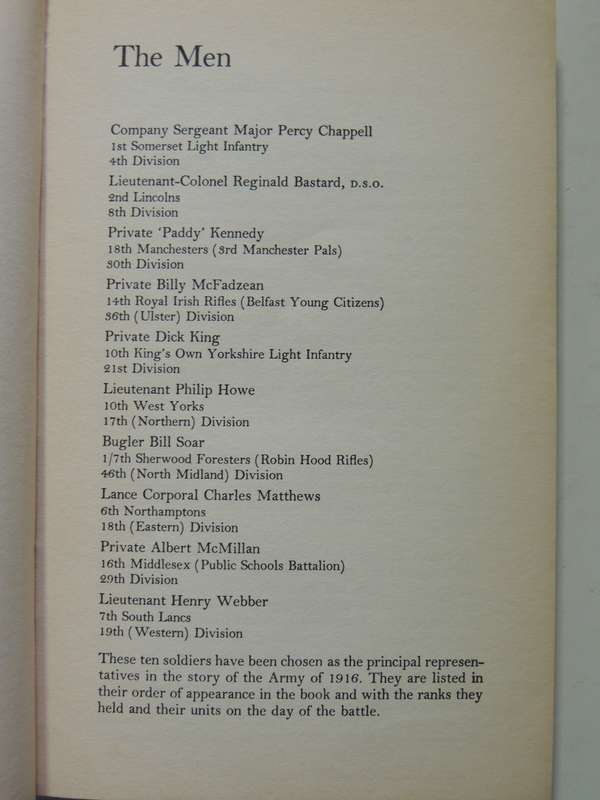 The Men
Company Sergeant Major Percy Chappell
1st Somerset Light Infantry
4th Division
Lieutenant-Colonel Reginald Bastard, D.S.O.
2nd Lincolns
8th Division
Private ‘Paddy’ Kennedy
18th Manchesters (3rd Manchester Pals)
30th Division
Private Billy McFadzean
14th Royal Irish Rifles (Belfast Young Citizens)
36th (Ulster) Division
Private Dick King
10th King's Own Yorkshire Light Infantry
21st Division
Lieutenant Philip Howe
10th West Yorks
17th (Northern) Division
Bugler Bill Soar
1/7th Sherwood Foresters (Robin Hood Rifles)
46th (North Midland) Division
Lance Corporal Charles Matthews
6th Northamptons
18th (Eastern) Division
Private Albert McMillan
16th Middlesex (Public Schools Battalion)
29th Division
Lieutenant Henry Webber
7th South Lancs
19th (Western) Division
These ten soldiers have been chosen as the principal represen-
tatives in the story of the Army of 1916. They are listed in
their order of appearance in the book and with the ranks they
held and their units on the day of the battle.